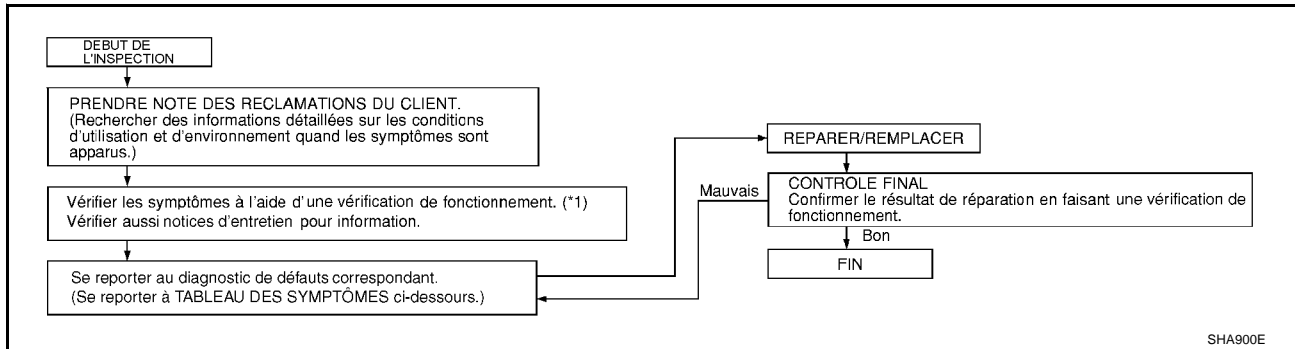 DEBUT DE
L'INSPECTION
PRENDRE NOTE DES RECLAMATIONS DU CLIENT.
(Rechercher des informations détaillées sur les conditions
d'utilisation et d'environnement quand les symptômes sont
apparus.)
Vérifier les symptômes à l'aide d'une vérification de fonctionnement. (*1)
Vérifier aussi notices d'entretien pour information.
Se reporter au diagnostic de défauts correspondant.
(Se reporter à TABLEAU DES SYMPTÔMES ci-dessours.)
REPARER/REMPLACER
Mauvais
CONTROLE FINAL
Confirmer le résultat de réparation en faisant une vérification de
fonctionnement.
Bon
FIN
SHA900E